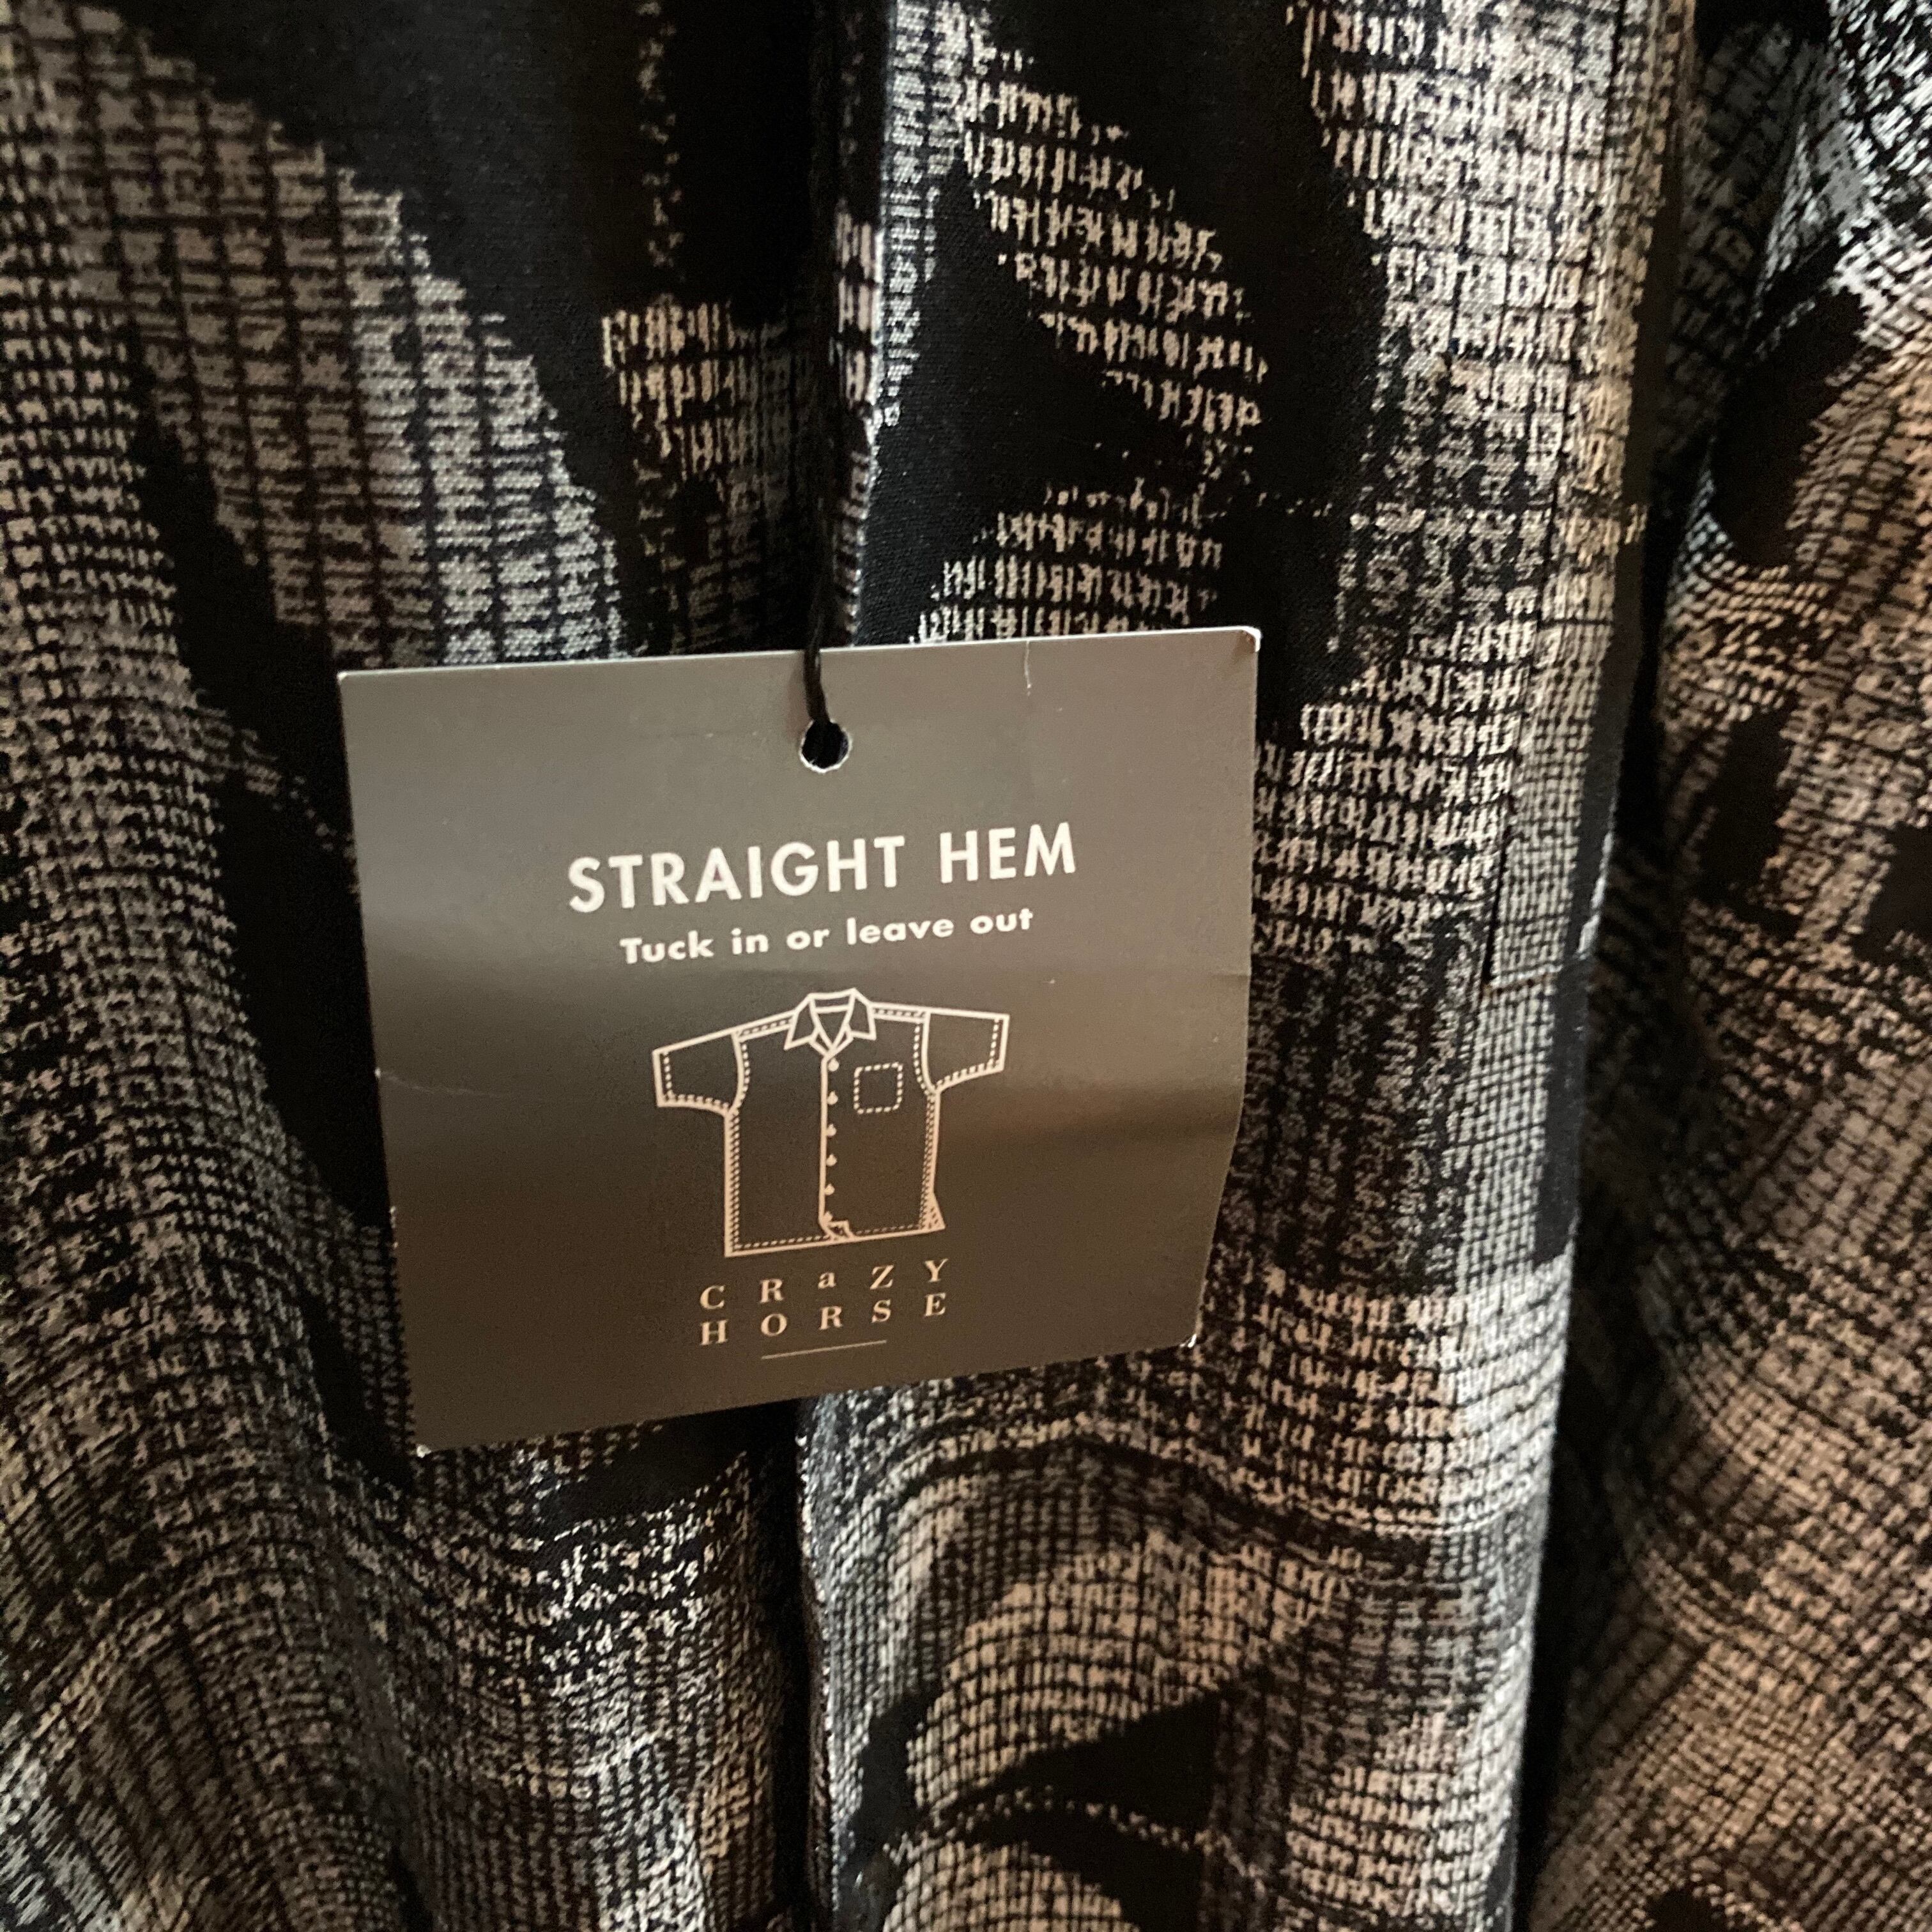 STRAIGHT HEM
Tuck in or leave out
CRaZY
HORSE